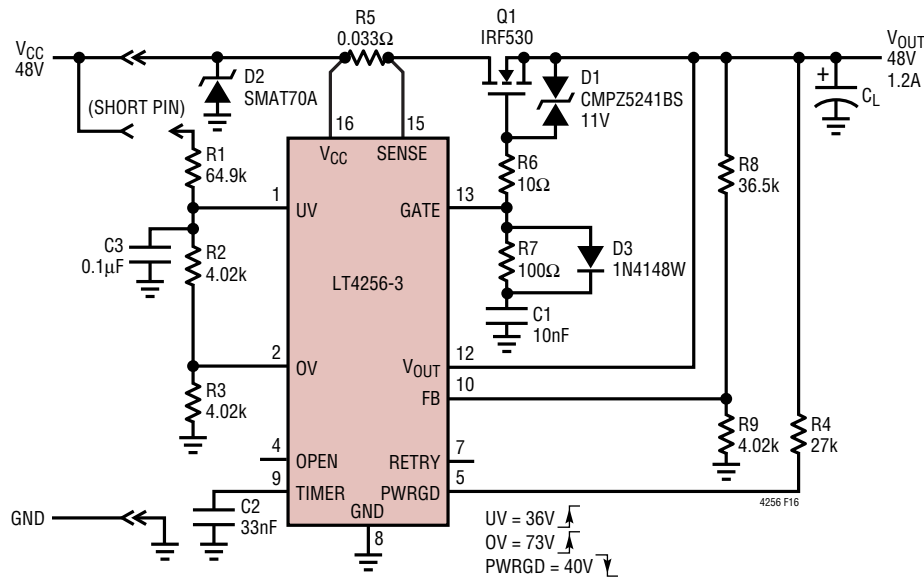 R5
0.033Ω
Q1
IRF530
VCC
48V
VOUT
48V
1.2A
D2
SMAT70A
D1
CMPZ5241BS
11V
+
CL
(SHORT PIN)
16
15
VCC
SENSE
R1
64.9k
R6
10Ω
R8
36.5k
1
UV
GATE
13
C3
0.1µF
R2
4.02k
R7
100Ω
D3
1N4148W
LT4256-3
C1
10nF
2
OV
VOUT
12
FB
10
R3
4.02k
R9
4.02k
R4
27k
4
OPEN
RETRY
7
9
TIMER
PWRGD
5
4256 F16
GND
8
C2
33nF
GND
UV = 36V
OV = 73V
PWRGD = 40V